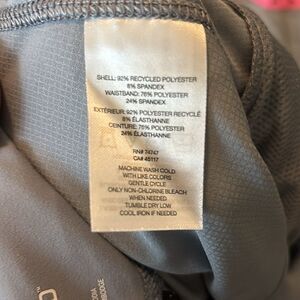 SHELL: 92% RECYCLED POLYESTER
8% SPANDEX
WAISTBAND: 76% POLYESTER
24% SPANDEX
EXTÉRIEUR: 92% POLYESTER RECYCLÉ
8% ÉLASTHANNE
CEINTURE: 76% POLYESTER
24% ÉLASTHANNE
RN# 74747
CA# 45117
MACHINE WASH COLD
WITH LIKE COLORS
GENTLE CYCLE
ONLY NON-CHLORINE BLEACH
WHEN NEEDED
TUMBLE DRY LOW
COOL IRON IF NEEDED